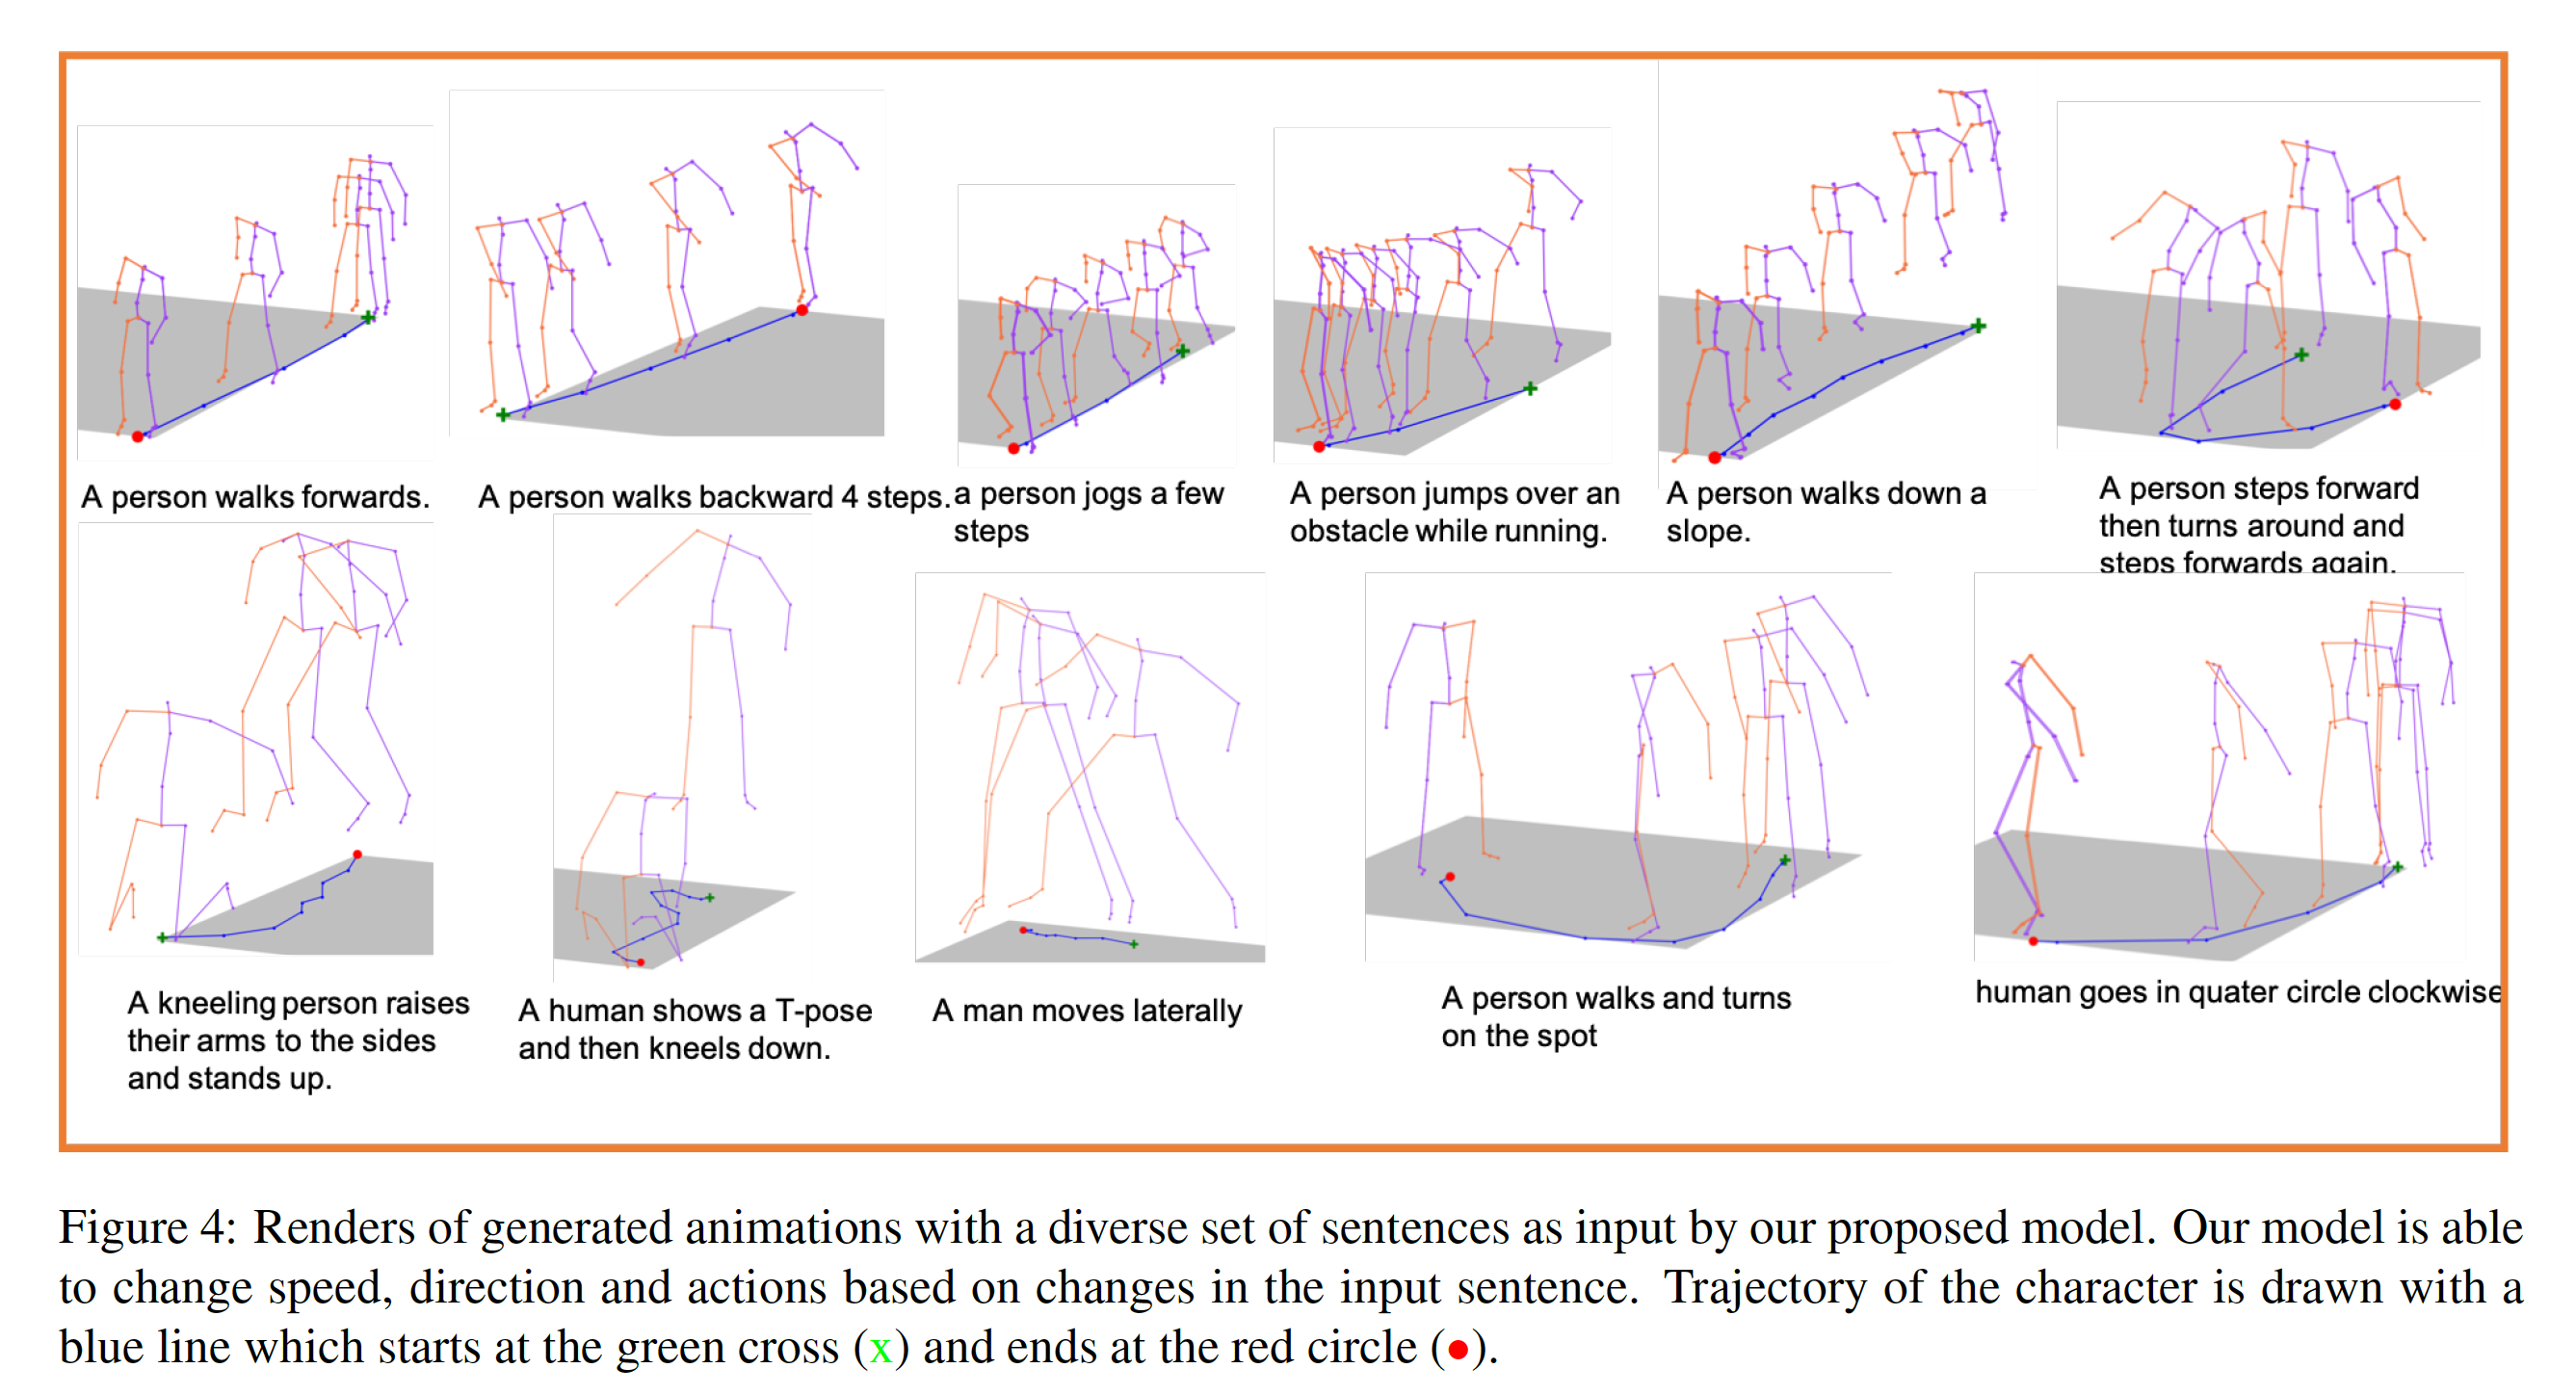 A person walks forwards.
A person walks backward 4 steps.
a person jogs a few
steps
A person jumps over an
obstacle while running.
A person walks down a
slope.
A person steps forward
then turns around and
steps forwards again.
A kneeling person raises
their arms to the sides
and stands up.
A human shows a T-pose
and then kneels down.
A man moves laterally
A person walks and turns
on the spot
human goes in quater circle clockwise
Figure 4: Renders of generated animations with a diverse set of sentences as input by our proposed model. Our model is able
to change speed, direction and actions based on changes in the input sentence. Trajectory of the character is drawn with a
blue line which starts at the green cross (x) and ends at the red circle (●).